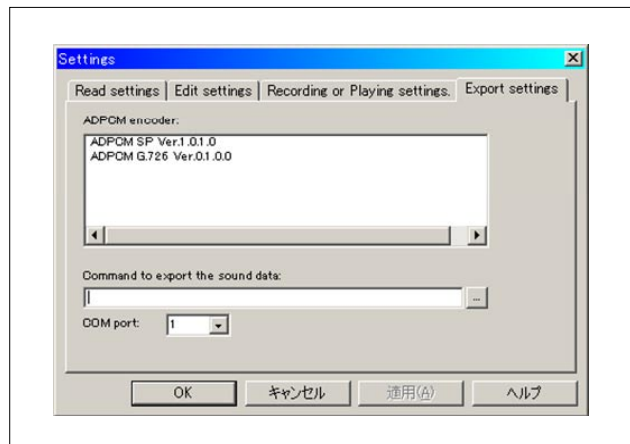 Settings
Read settings Edit settings Recording or Playing settings. Export settings
ADPCM encoder:
ADPCM SP Ver.1.0.1.0
ADPCM G.726 Ver.0.1.0.0
Command to export the sound data:
...
COM port: 1
OK キャンセル 適用(A) ヘルプ